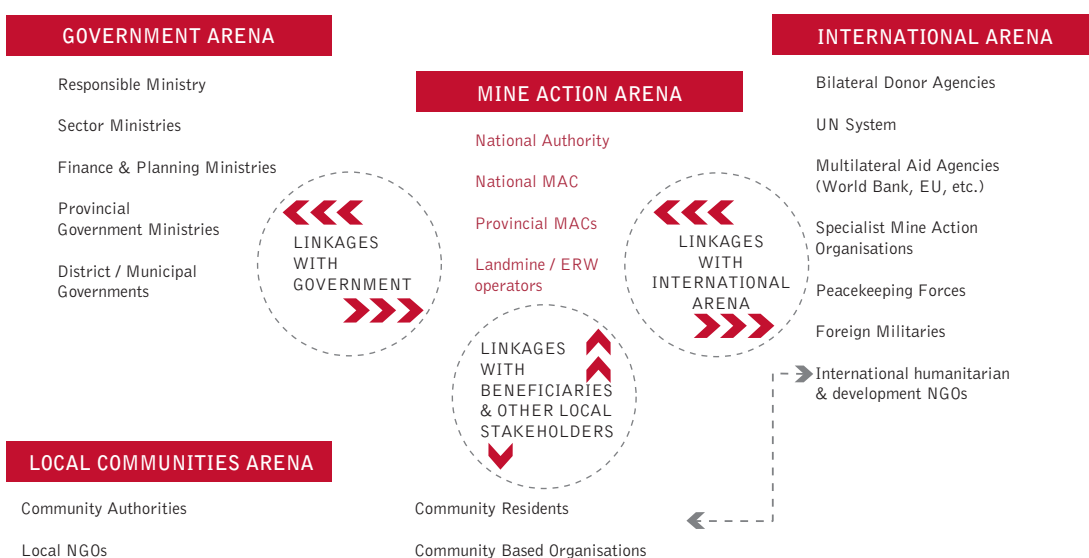 GOVERNMENT ARENA
Responsible Ministry
Sector Ministries
Finance & Planning Ministries
Provincial
Government Ministries
District / Municipal
Governments
LINKAGES
WITH
GOVERNMENT
MINE ACTION ARENA
National Authority
National MAC
Provincial MACs
Landmine / ERW
operators
LINKAGES
WITH
BENEFICIARIES
& OTHER LOCAL
STAKEHOLDERS
LINKAGES
WITH
INTERNATIONAL
ARENA
INTERNATIONAL ARENA
Bilateral Donor Agencies
UN System
Multilateral Aid Agencies
(World Bank, EU, etc.)
Specialist Mine Action
Organisations
Peacekeeping Forces
Foreign Militaries
International humanitarian
& development NGOs
LOCAL COMMUNITIES ARENA
Community Authorities
Local NGOs
Community Residents
Community Based Organisations